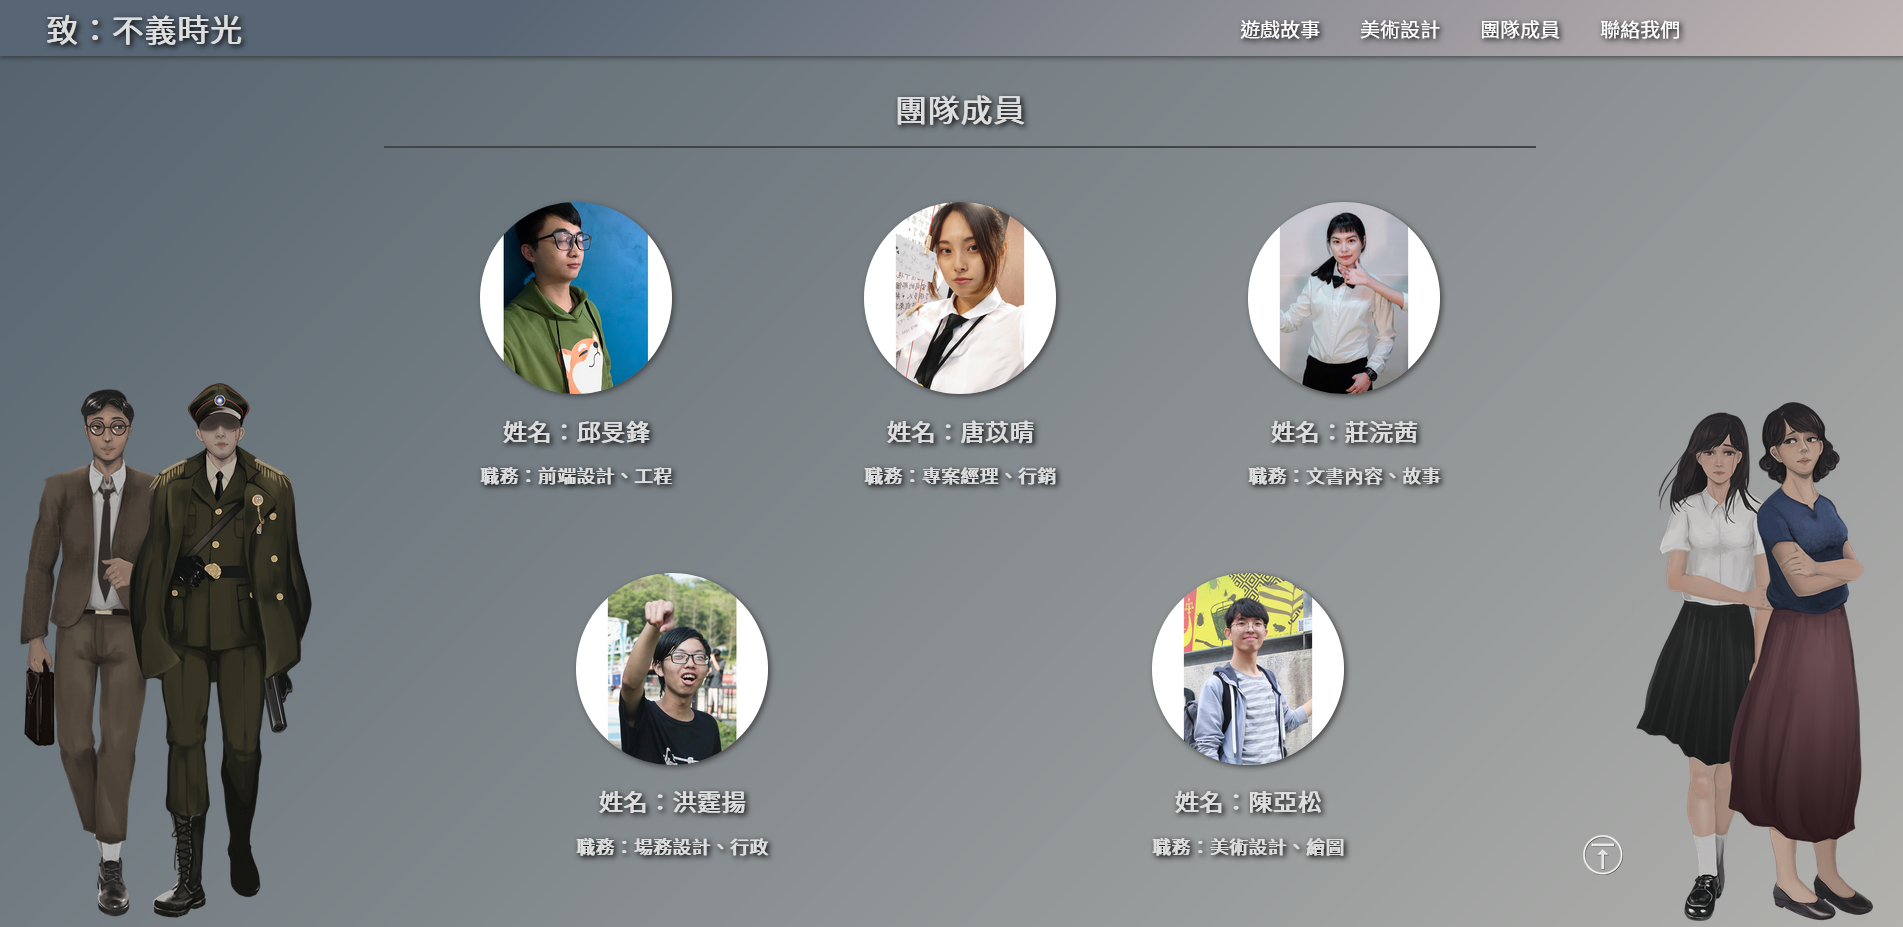 致：不義時光
遊戲故事
美術設計
團隊成員
聯絡我們
團隊成員
姓名：邱旻鋒
職務：前端設計、工程
姓名：唐苡晴
職務：專案經理、行銷
姓名：莊浣茜
職務：文書內容、故事
姓名：洪霆揚
職務：場務設計、行政
姓名：陳亞松
職務：美術設計、繪圖